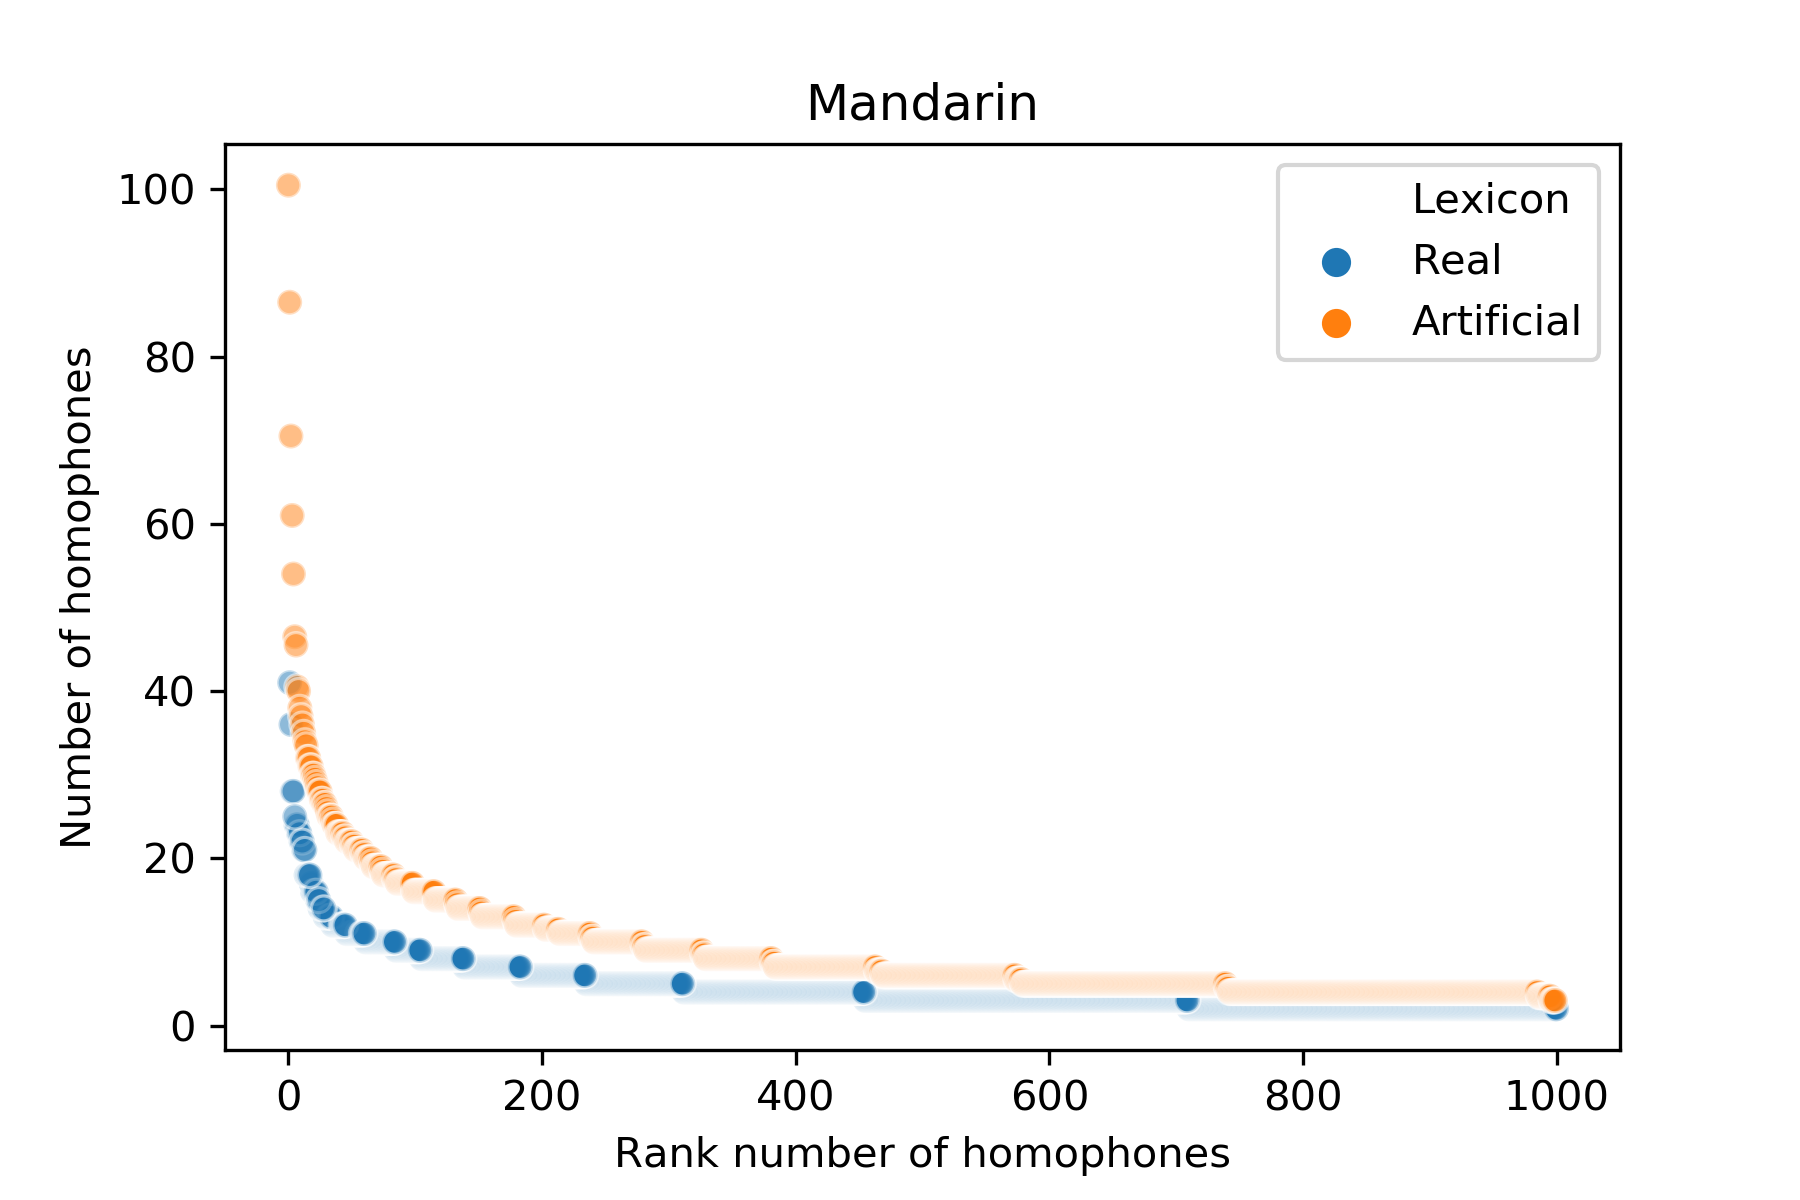 Mandarin
Lexicon
Real
Artificial
Number of homophones
100
80
60
40
20
0
0 200 400 600 800 1000
Rank number of homophones